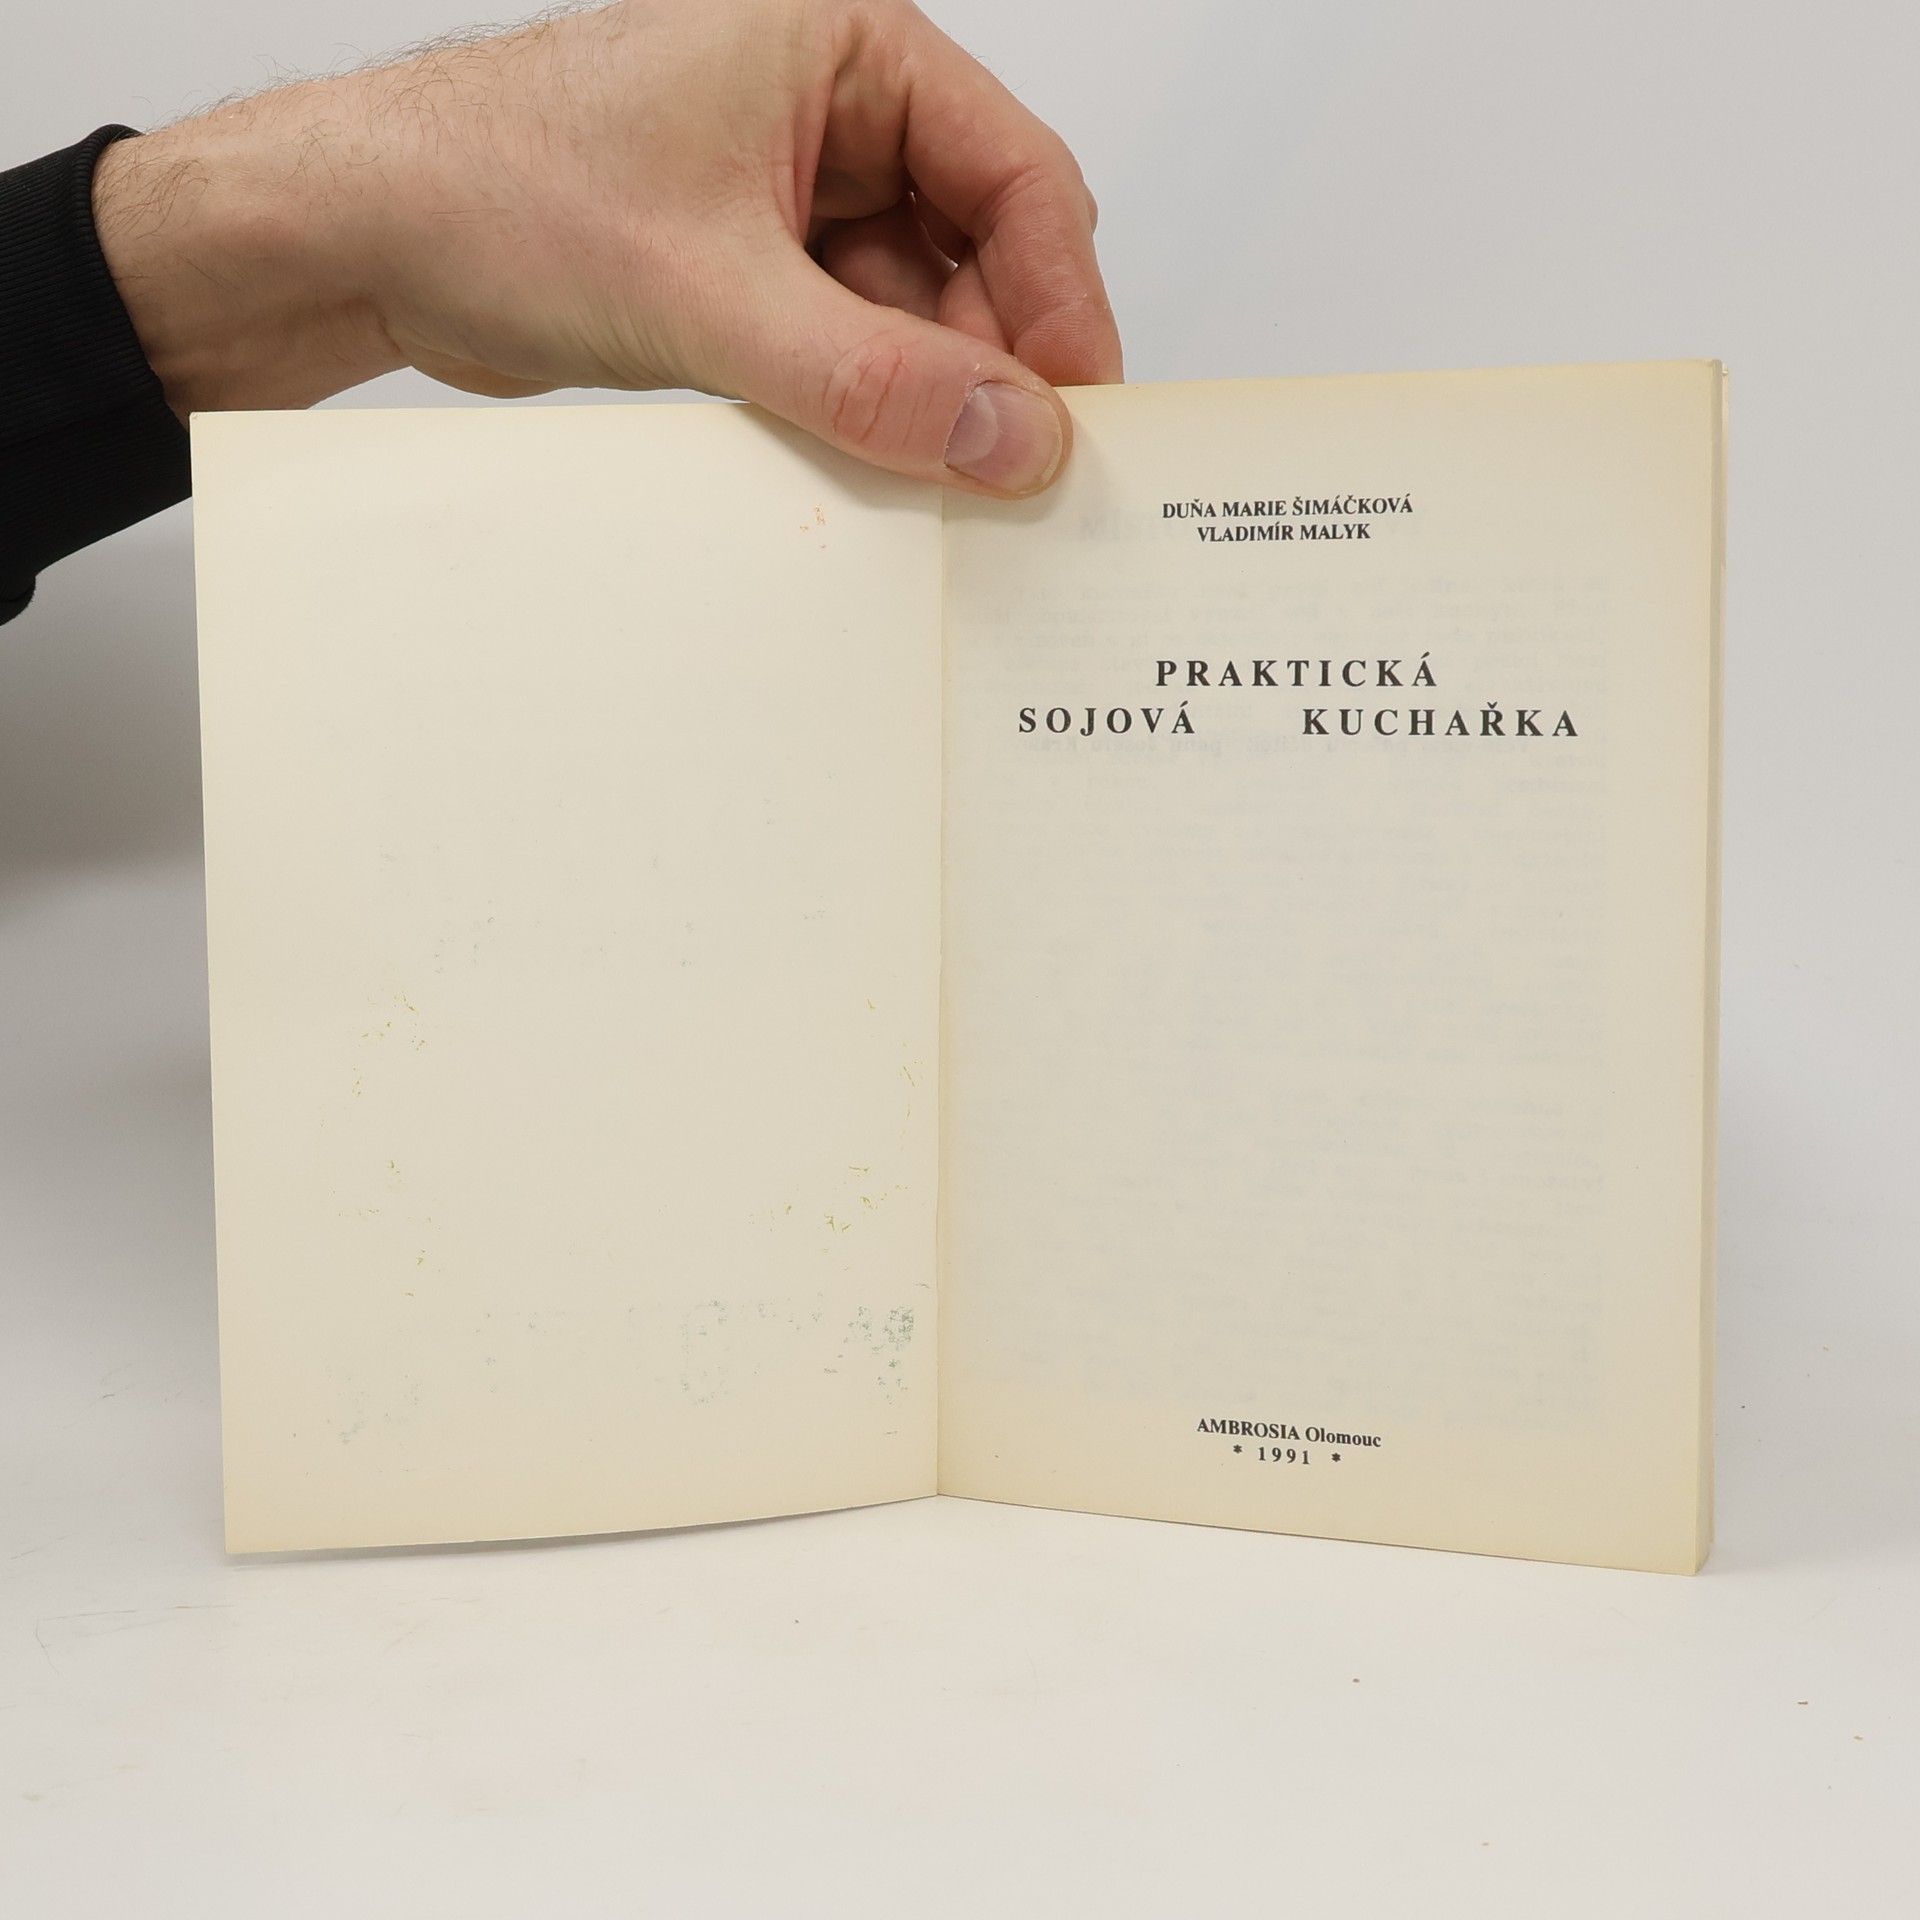 DUŇA MARIE ŠIMÁČKOVÁ
VLADIMÍR MALYK
PRAKTICKÁ
SOJOVÁ KUCHAŘKA
AMBROSIA Olomouc
* 1991 *